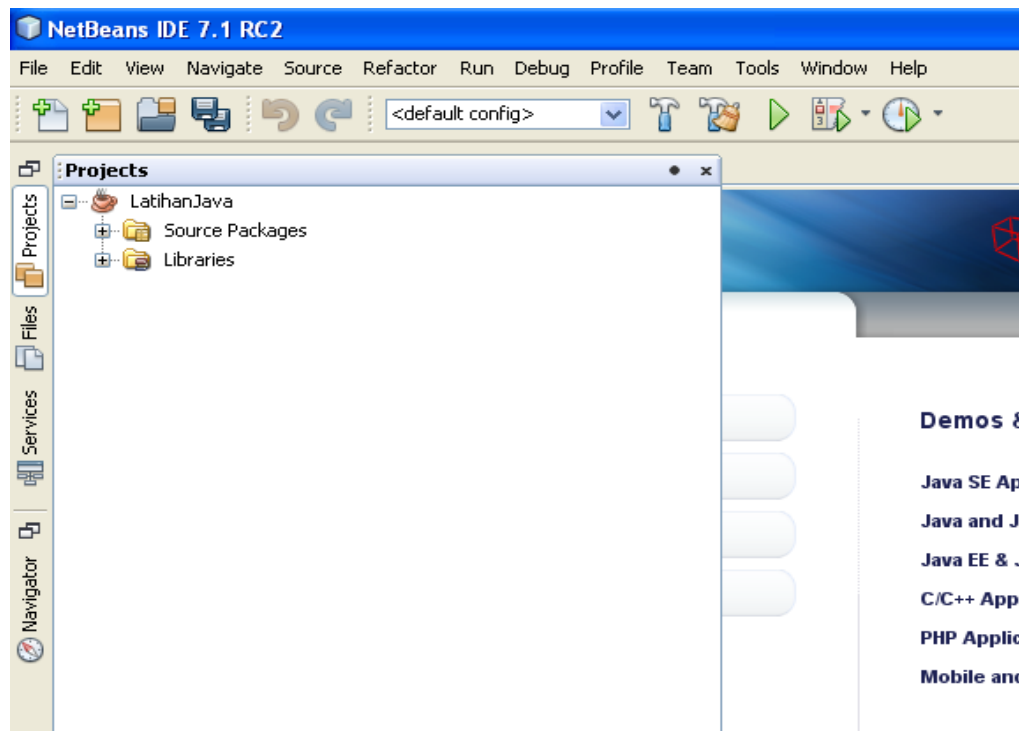 NetBeans IDE 7.1 RC2
File Edit View Navigate Source Refactor Run Debug Profile Team Tools Window Help
<default config>
Projects
LatihanJava
Source Packages
Libraries
Projects
Files
Services
Navigator
Demos &
Java SE Ap
Java and J
Java EE & J
C/C++ App
PHP Applic
Mobile and